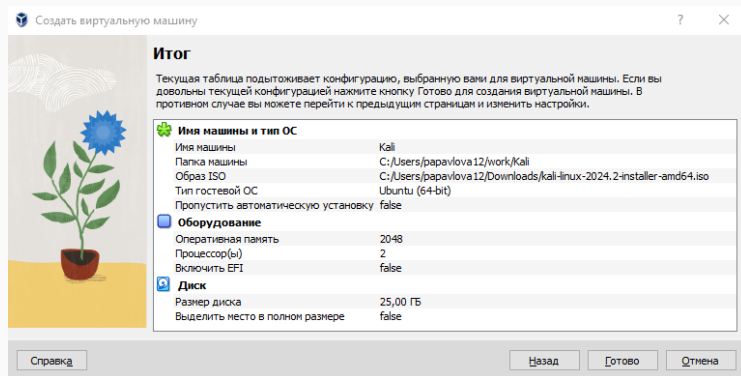 Создать виртуальную машину
Итог
Текущая таблица подытоживает конфигурацию, выбранную вами для виртуальной машины. Если вы
довольны текущей конфигурацией нажмите кнопку Готово для создания виртуальной машины. В
противном случае вы можете перейти к предыдущим страницам и изменить настройки.
Имя машины и тип ОС
Имя машины Kali
Папка машины C:/Users/papavlova12/work/Kali
Образ ISO C:/Users/papavlova12/Downloads/kali-linux-2024.2-installer-amd64.iso
Тип гостевой ОС Ubuntu (64-bit)
Пропустить автоматическую установку false
Оборудование
Оперативная память 2048
Процессор(ы) 2
Включить EFI false
Диск
Размер диска 25,00 ГБ
Выделить место в полном размере false
Справка Назад Готово Отмена